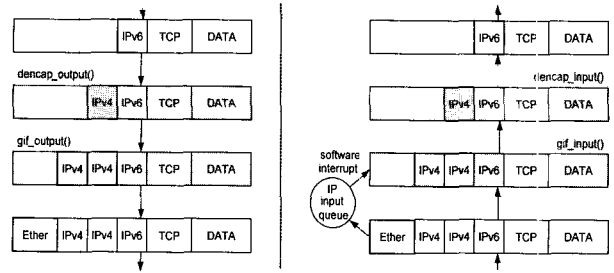 IPv6 TCP DATA
dencap_output()
IPv4 IPv6 TCP DATA
gif_output()
IPv4 IPv4 IPv6 TCP DATA
Ether IPv4 IPv4 IPv6 TCP DATA
IPv6 TCP DATA
dencap_input()
IPv4 IPv6 TCP DATA
gif_input()
software
interrupt
IPv4 IPv4 IPv6 TCP DATA
IP
input
queue
Ether IPv4 IPv4 IPv6 TCP DATA